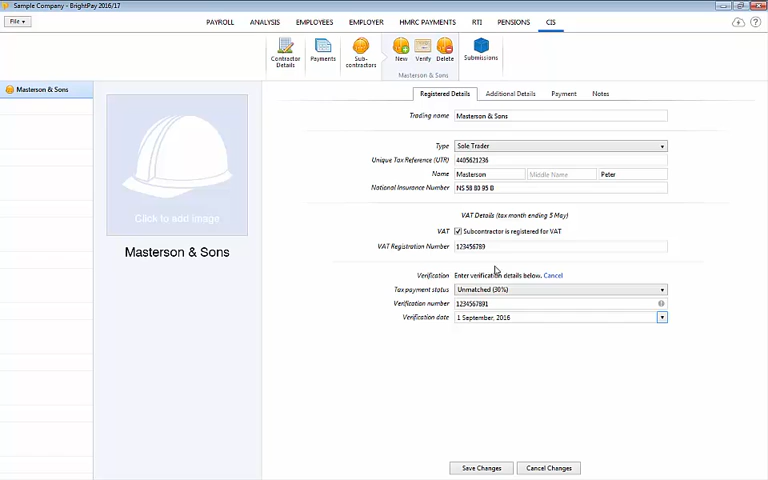 Sample Company - BrightPay 2016/17
File
PAYROLL ANALYSIS EMPLOYEES EMPLOYER HMRC PAYMENTS RTI PENSIONS CIS
Contractor Details
Payments
Sub-contractors
New
Verify
Delete
Submissions
Masterson & Sons
Masterson & Sons
Registered Details Additional Details Payment Notes
Click to add image
Masterson & Sons
Trading name Masterson & Sons
Type Sole Trader
Unique Tax Reference (UTR) 4405621236
Name Masterson Middle Name Peter
National Insurance Number NS 58 80 95 B
VAT Details (tax month ending 5 May)
VAT Subcontractor is registered for VAT
VAT Registration Number 123456789
Verification Enter verification details below. Cancel
Tax payment status Unmatched (30%)
Verification number 1234567891
Verification date 1 September, 2016
Save Changes Cancel Changes